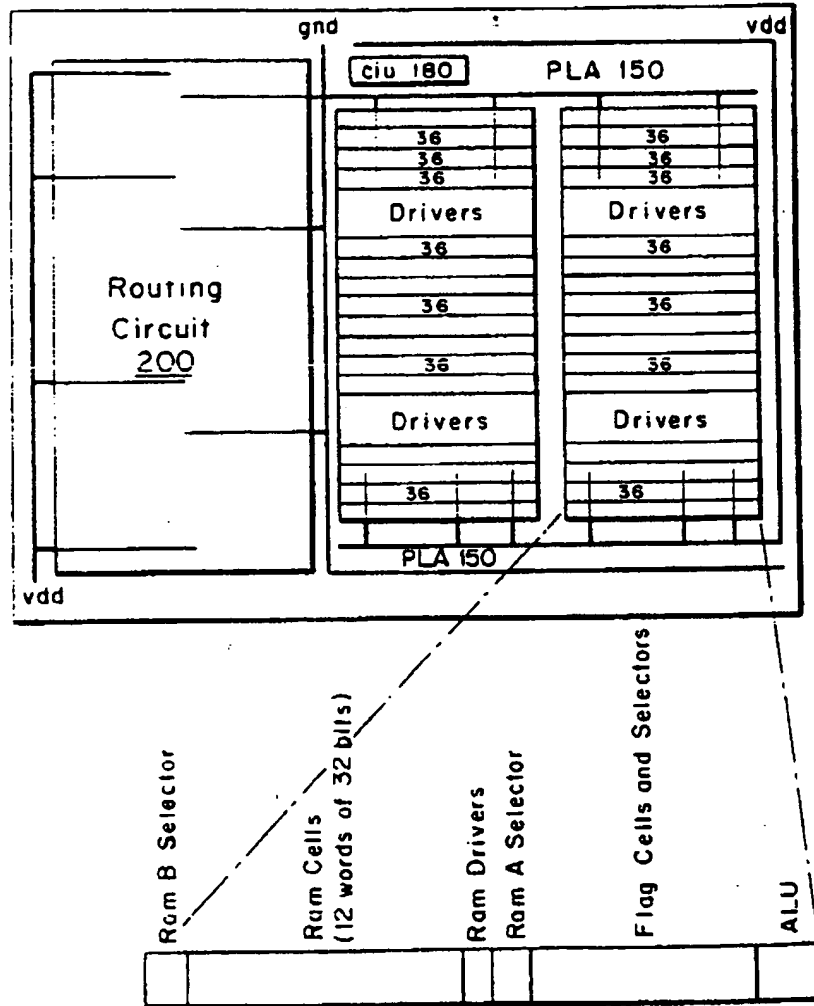 gnd
vdd
ciu 180
PLA 150
36
36
36
36
36
36
Drivers
Drivers
36
36
36
36
36
36
Drivers
Drivers
36
36
Routing
Circuit
200
PLA 150
vdd
Ram B Selector
Ram Cells
(12 words of 32 bits)
Ram Drivers
Ram A Selector
Flag Cells and Selectors
ALU